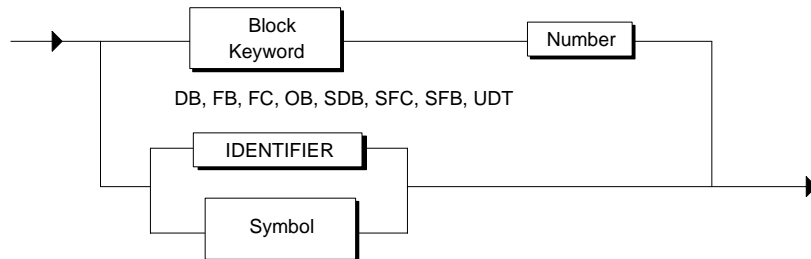 Block
Keyword
Number
DB, FB, FC, OB, SDB, SFC, SFB, UDT
IDENTIFIER
Symbol